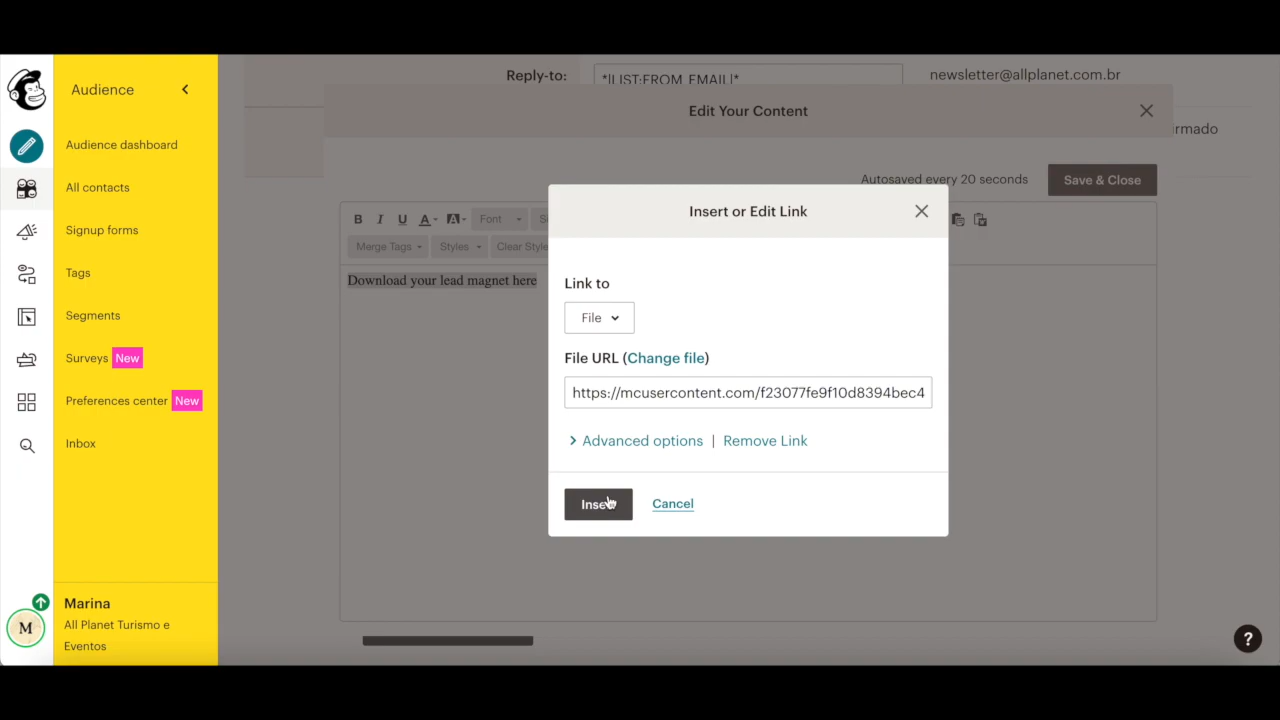 Audience
Audience dashboard
All contacts
Signup forms
Tags
Segments
Surveys New
Preferences center New
Inbox
M
Marina
All Planet Turismo e
Eventos
Reply-to:
*|LIST:FROM_EMAIL|*
newsletter@allplanet.com.br
Edit Your Content
Autosaved every 20 seconds
Save & Close
B I U A A Font
Merge Tags Styles Clear Style
Download your lead magnet here
Insert or Edit Link
Link to
File
File URL (Change file)
https://mcusercontent.com/f23077fe9f10d8394bec4
Advanced options | Remove Link
Insert
Cancel
?